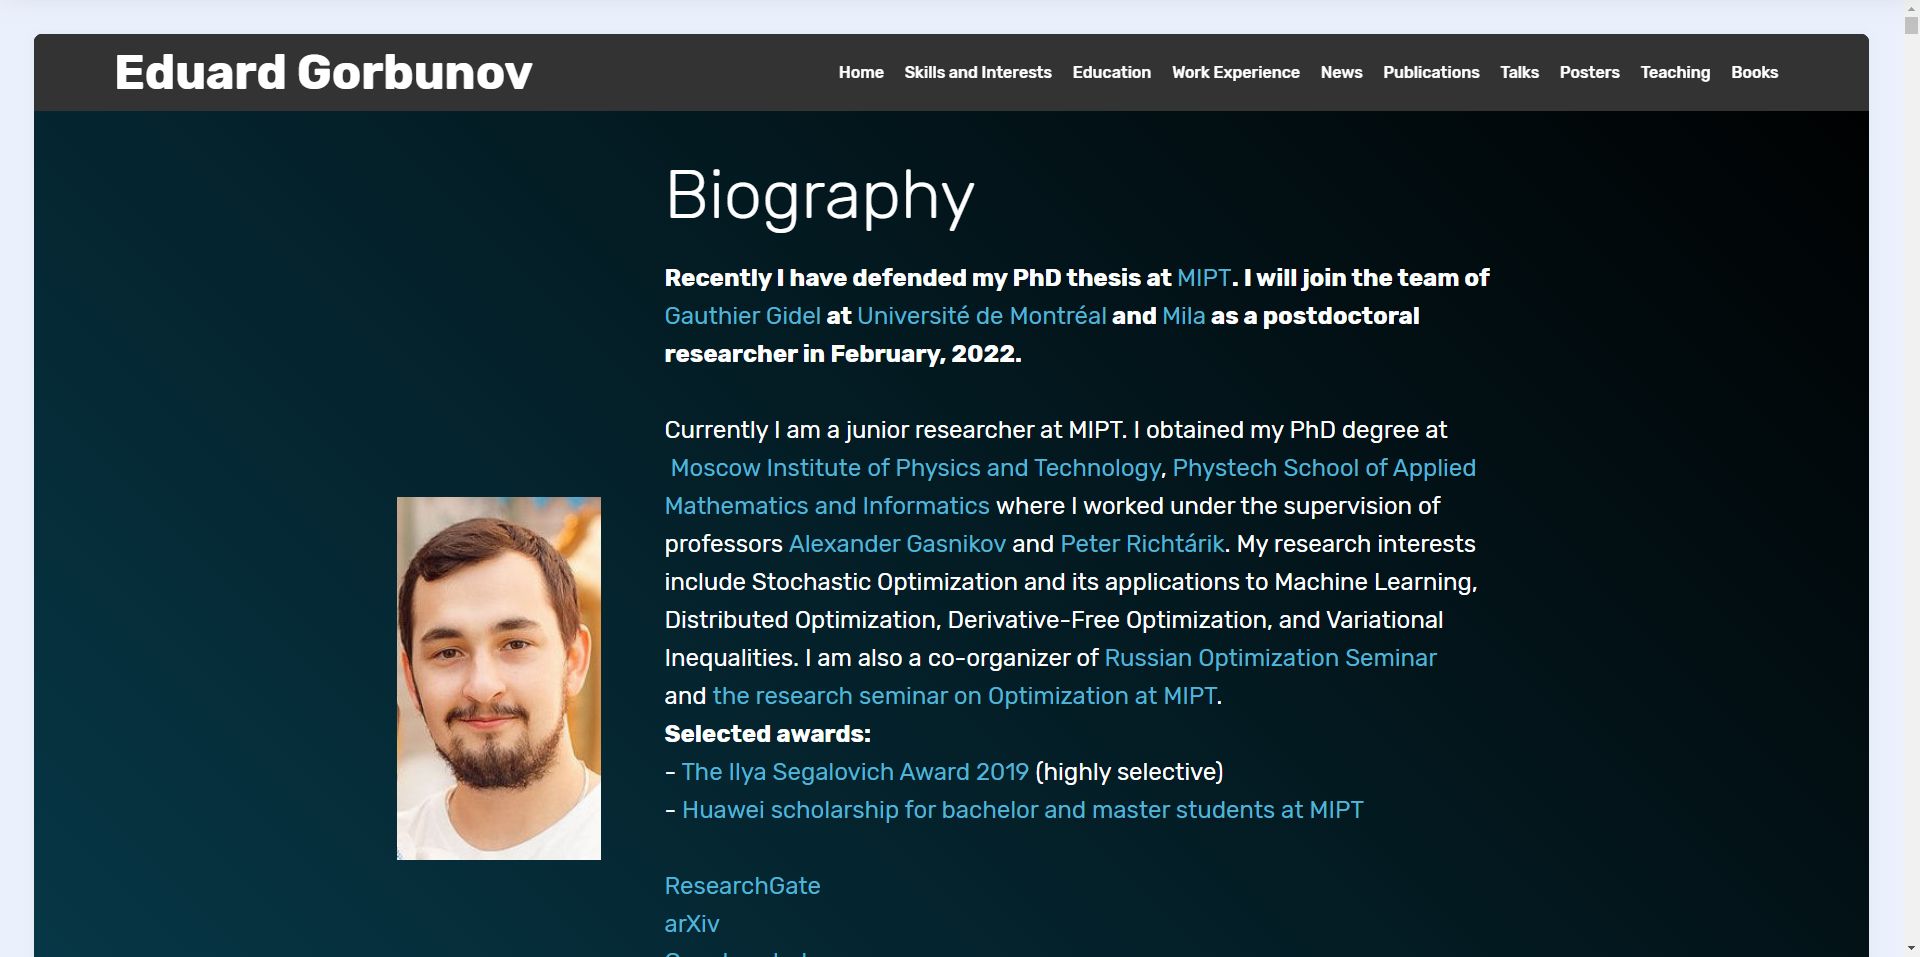 Eduard Gorbunov
Home Skills and Interests Education Work Experience News Publications Talks Posters Teaching Books
Biography
Recently I have defended my PhD thesis at MIPT. I will join the team of
Gauthier Gidel at Université de Montréal and Mila as a postdoctoral
researcher in February, 2022.
Currently I am a junior researcher at MIPT. I obtained my PhD degree at
Moscow Institute of Physics and Technology, Phystech School of Applied
Mathematics and Informatics where I worked under the supervision of
professors Alexander Gasnikov and Peter Richtárik. My research interests
include Stochastic Optimization and its applications to Machine Learning,
Distributed Optimization, Derivative-Free Optimization, and Variational
Inequalities. I am also a co-organizer of Russian Optimization Seminar
and the research seminar on Optimization at MIPT.
Selected awards:
- The Ilya Segalovich Award 2019 (highly selective)
- Huawei scholarship for bachelor and master students at MIPT
ResearchGate
arXiv